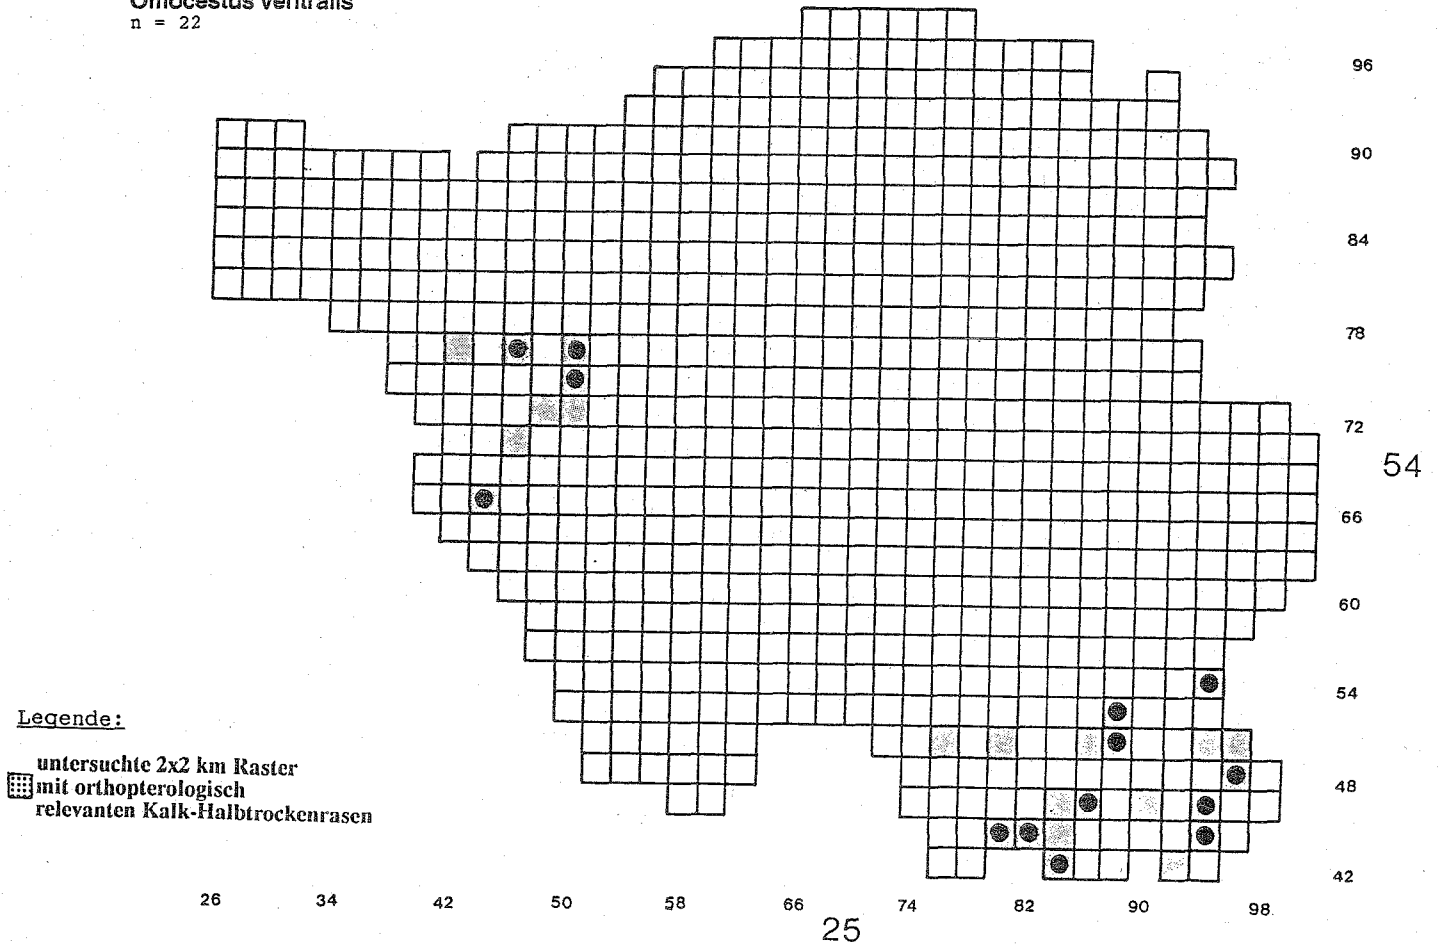 Omocestus ventralis
n = 22
96
90
84
78
72
54
66
60
54
48
42
Legende:
untersuchte 2x2 km Raster
mit orthopterologisch
relevanten Kalk-Halbtrockenrasen
26 34 42 50 58 66 74 82 90 98
25